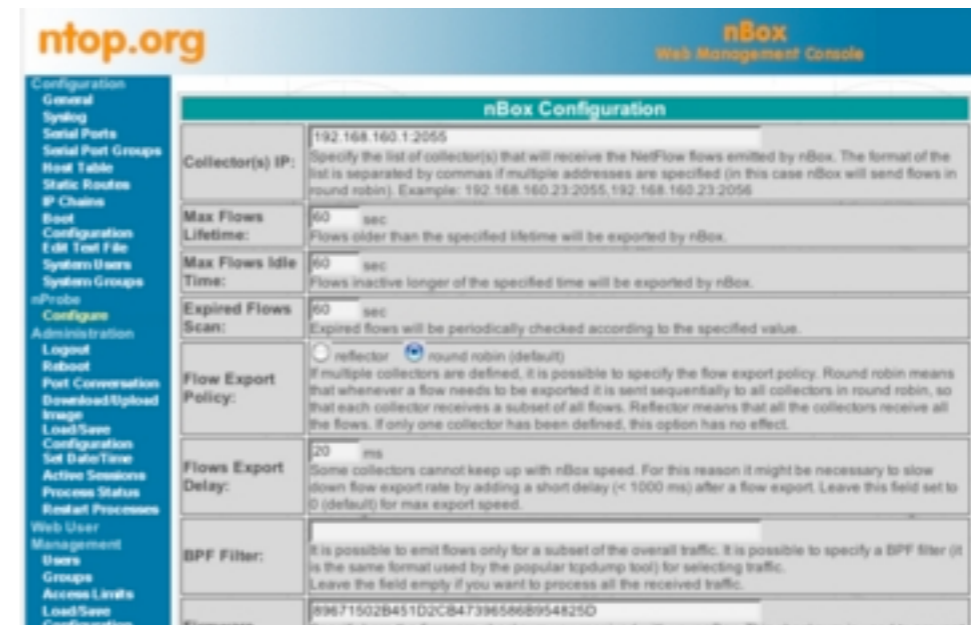 ntop.org
nBox
Web Management Console
Configuration
General
Syslog
Serial Ports
Serial Port Groups
Host Table
Static Routes
IP Chains
Boot
Configuration
Edit Text File
System Users
System Groups
nProbe
Configure
Administration
Logout
Reboot
Port Conversation
Download/Upload
Image
Load/Save
Configuration
Set Date/Time
Active Sessions
Process Status
Restart Processes
Web User
Management
Users
Groups
Access Limits
Load/Save
Configuration
nBox Configuration
Collector(s) IP:
192.168.160.1:2055
Specify the list of collector(s) that will receive the NetFlow flows emitted by nBox. The format of the
list is separated by commas if multiple addresses are specified (in this case nBox will send flows in
round robin). Example: 192.168.160.23:2055,192.168.160.23:2056
Max Flows
Lifetime:
60 sec
Flows older than the specified lifetime will be exported by nBox.
Max Flows Idle
Time:
60 sec
Flows inactive longer of the specified time will be exported by nBox.
Expired Flows
Scan:
60 sec
Expired flows will be periodically checked according to the specified value.
Flow Export
Policy:
reflector round robin (default)
If multiple collectors are defined, it is possible to specify the flow export policy. Round robin means
that whenever a flow needs to be exported it is sent sequentially to all collectors in round robin, so
that each collector receives a subset of all flows. Reflector means that all the collectors receive all
the flows. If only one collector has been defined, this option has no effect.
Flows Export
Delay:
20 ms
Some collectors cannot keep up with nBox speed. For this reason it might be necessary to slow
down flow export rate by adding a short delay (< 1000 ms) after a flow export. Leave this field set to
0 (default) for max export speed.
BPF Filter:
It is possible to emit flows only for a subset of the overall traffic. It is possible to specify a BPF filter (it
is the same format used by the popular tcpdump tool) for selecting traffic.
Leave the field empty if you want to process all the received traffic.
89671502B451D2CB47396586B954825D